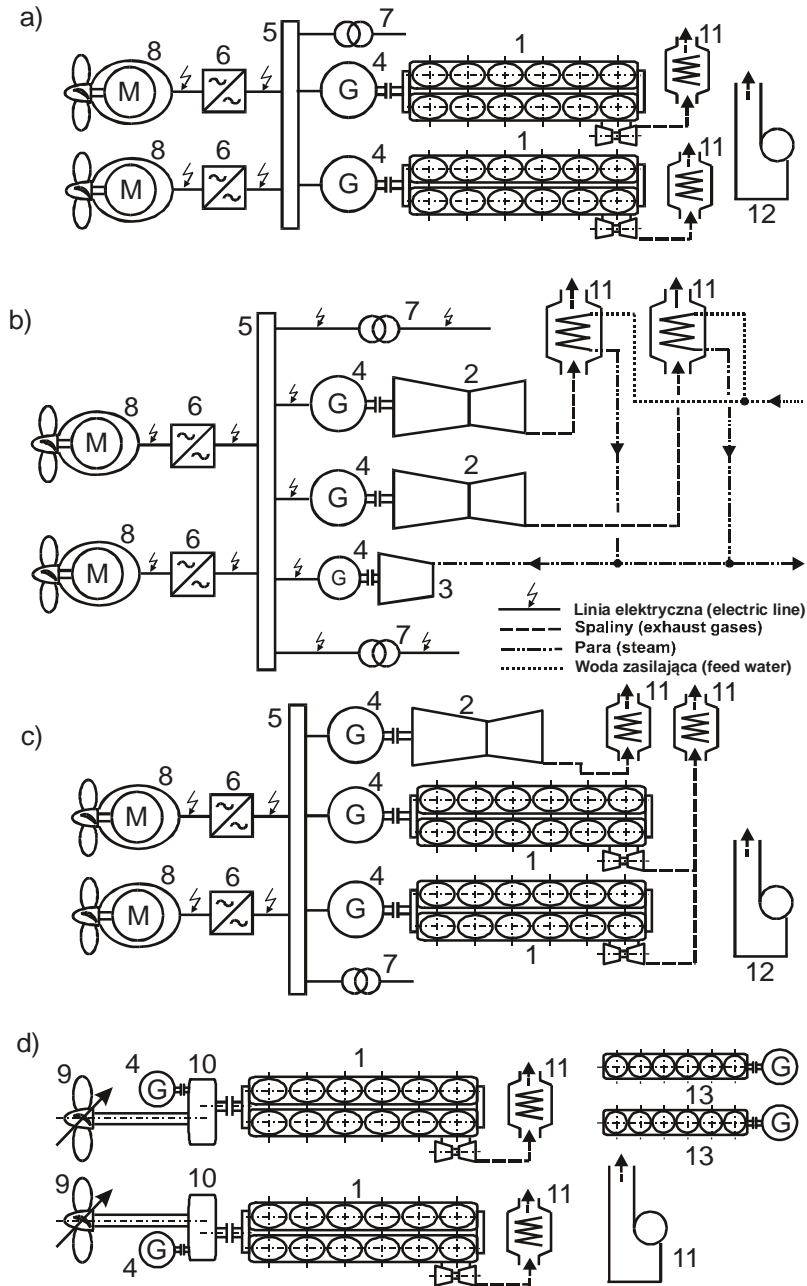 a)
5
7
8
6
4
1
11
M
G
8
6
4
1
11
M
G
12
b)
5
7
11
11
4
2
8
6
G
M
4
2
G
8
6
4
M
G
3
7
Linia elektryczna (electric line)
Spaliny (exhaust gases)
Para (steam)
Woda zasilająca (feed water)
c)
5
4
2
11
11
G
8
6
4
M
G
1
8
6
4
M
G
1
12
7
d)
9
4
10
1
11
G
G
13
G
13
9
10
1
11
G
4
11